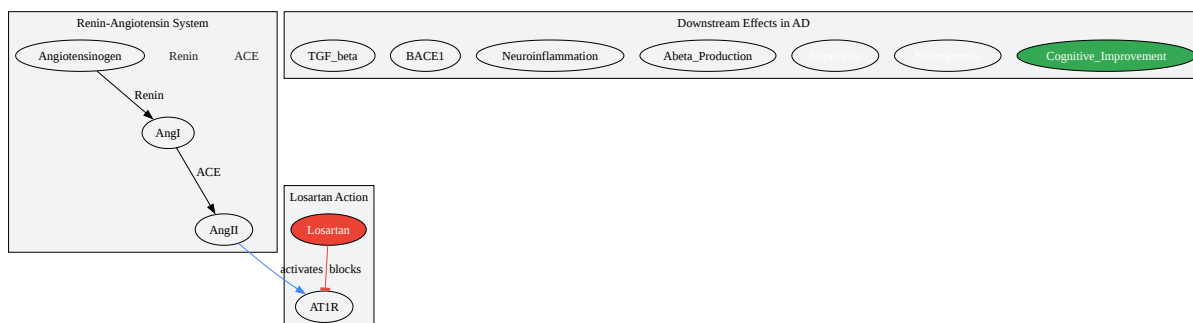 Renin-Angiotensin System
Angiotensinogen
Renin
ACE
Renin
AngI
ACE
AngII
Downstream Effects in AD
TGF_beta
BACE1
Neuroinflammation
Abeta_Production
Cognitive_Improvement
Losartan Action
Losartan
activates
blocks
AT1R